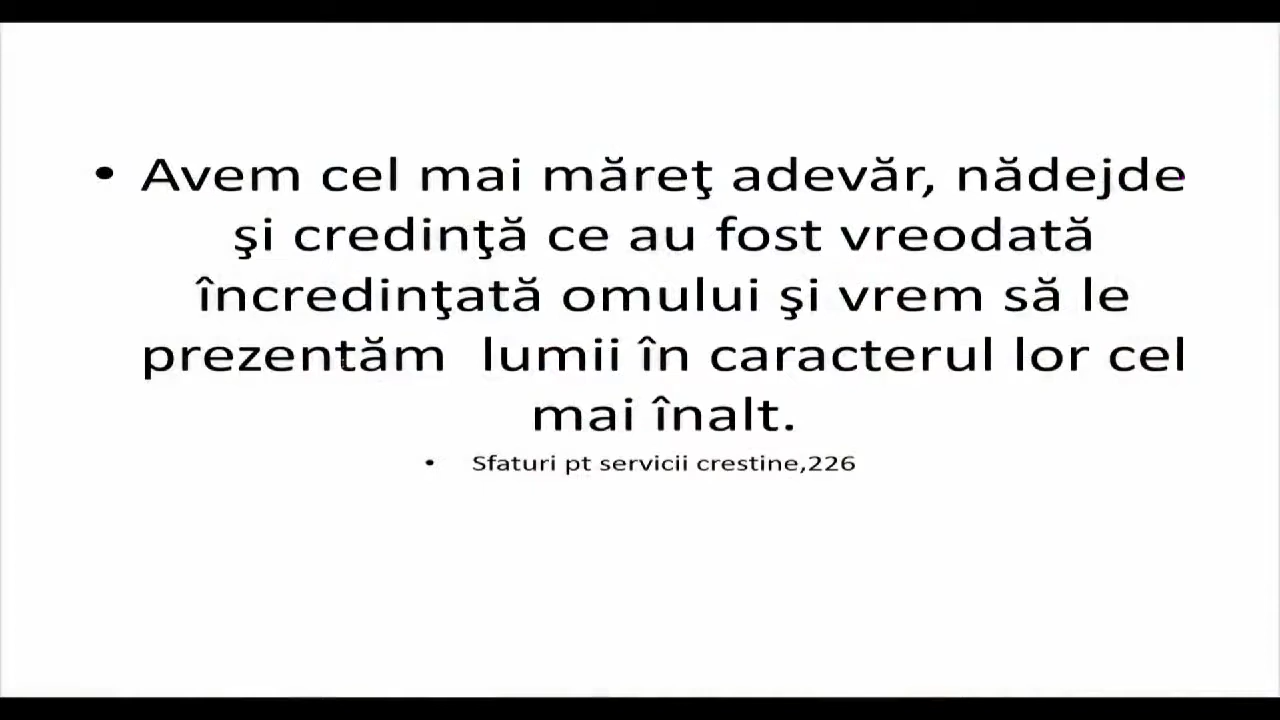 • Avem cel mai măreţ adevăr, nădejde
şi credinţă ce au fost vreodată
încredinţată omului şi vrem să le
prezentăm  lumii în caracterul lor cel
mai înalt.
• Sfaturi pt servicii crestine,226